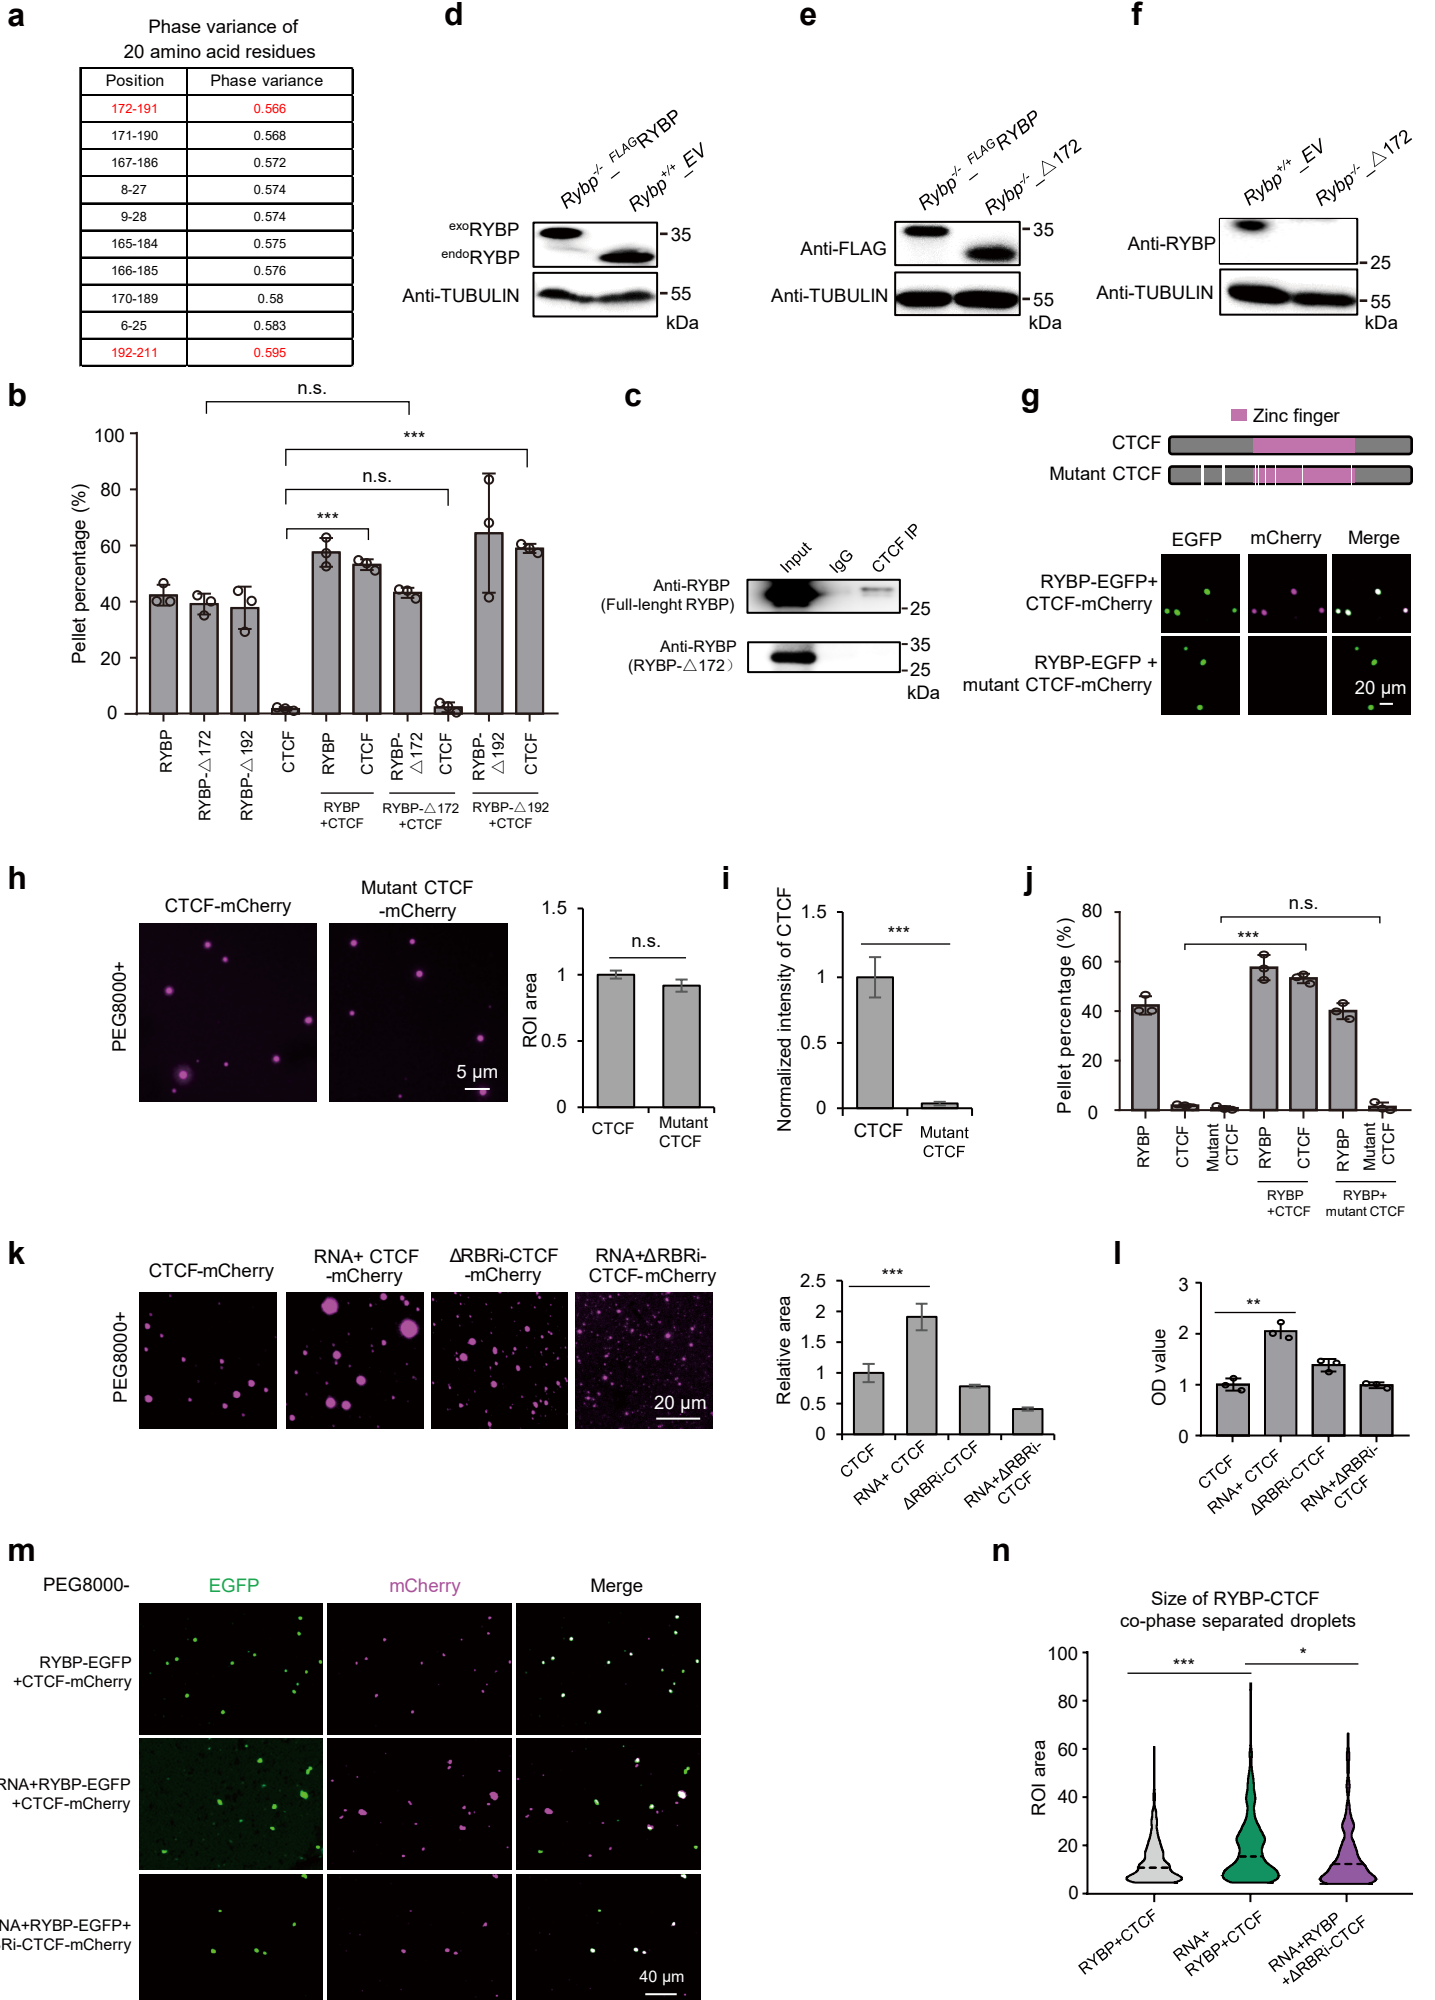 a
Phase variance of
20 amino acid residues
Position Phase variance
172-191 0.566
171-190 0.568
167-186 0.572
8-27 0.574
9-28 0.574
165-184 0.575
166-185 0.576
170-189 0.58
6-25 0.583
192-211 0.595
d
Rybp-/-_FLAGRYBP
Rybp+/+_EV
exoRYBP
endoRYBP
35
Anti-TUBULIN
55
kDa
e
Rybp-/-_FLAGRYBP
Rybp-/-_△172
Anti-FLAG
35
Anti-TUBULIN
55
kDa
f
Rybp+/+_EV
Rybp-/-_△172
Anti-RYBP
25
Anti-TUBULIN
55
kDa
b
n.s.
***
n.s.
***
Pellet percentage (%)
100
80
60
40
20
0
RYBP
RYBP-△172
RYBP-△192
CTCF
RYBP
CTCF
RYBP-
△172
CTCF
RYBP-
△192
CTCF
RYBP
+CTCF
RYBP-△172
+CTCF
RYBP-△192
+CTCF
c
Input
IgG
CTCF IP
Anti-RYBP
(Full-lenght RYBP)
25
Anti-RYBP
(RYBP-△172）
35
25
kDa
g
Zinc finger
CTCF
Mutant CTCF
EGFP mCherry Merge
RYBP-EGFP+
CTCF-mCherry
RYBP-EGFP +
mutant CTCF-mCherry
20 μm
h
CTCF-mCherry
Mutant CTCF
-mCherry
PEG8000+
5 μm
ROI area
1.5
1
0.5
0
n.s.
CTCF
Mutant
CTCF
i
Normalized intensity of CTCF
1.5
1
0.5
0
***
CTCF
Mutant
CTCF
j
Pellet percentage (%)
80
60
40
20
0
n.s.
***
RYBP
CTCF
Mutant
CTCF
RYBP
CTCF
RYBP
Mutant
CTCF
RYBP
+CTCF
RYBP+
mutant CTCF
k
CTCF-mCherry
RNA+ CTCF
-mCherry
ΔRBRi-CTCF
-mCherry
RNA+ΔRBRi-
CTCF-mCherry
PEG8000+
20 μm
Relative area
2.5
2
1.5
1
0.5
0
***
CTCF
RNA+ CTCF
ΔRBRi-CTCF
RNA+ΔRBRi-
CTCF
l
OD value
3
2
1
0
**
CTCF
RNA+ CTCF
ΔRBRi-CTCF
RNA+ΔRBRi-
CTCF
m
PEG8000- EGFP mCherry Merge
RYBP-EGFP
+CTCF-mCherry
RNA+RYBP-EGFP
+CTCF-mCherry
NA+RYBP-EGFP+
BRi-CTCF-mCherry
40 μm
n
Size of RYBP-CTCF
co-phase separated droplets
ROI area
100
80
60
40
20
0
***
*
RYBP+CTCF
RNA+
RYBP+CTCF
RNA+RYBP
+ΔRBRi-CTCF